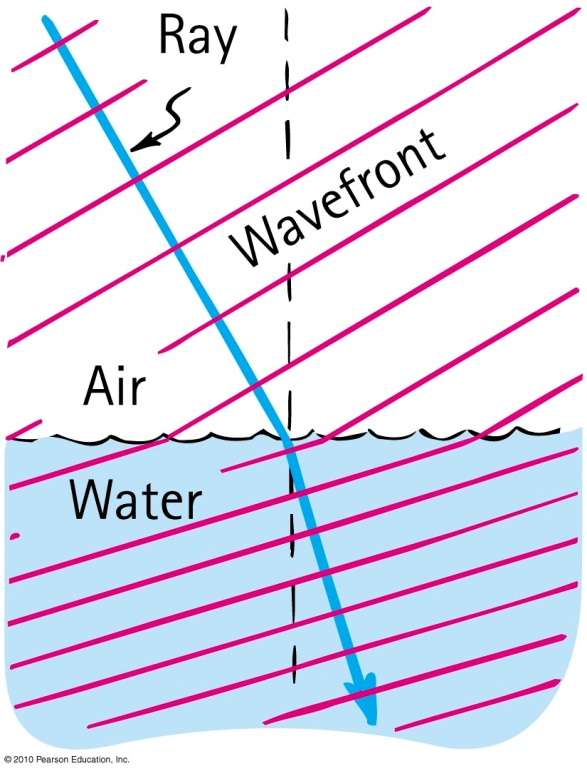 Ray
Wavefront
Air
Water
© 2010 Pearson Education, Inc.